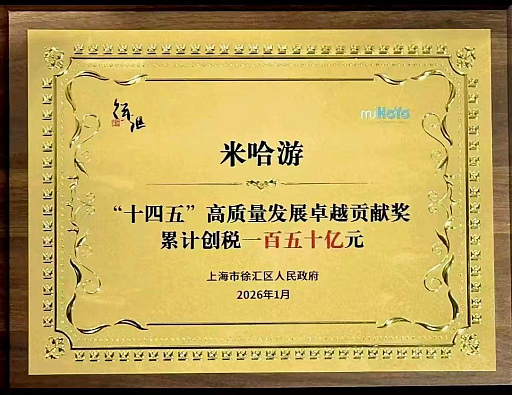 徐汇
miHoYo
米哈游
“十四五”高质量发展卓越贡献奖
累计创税一百五十亿元
上海市徐汇区人民政府
2026年1月